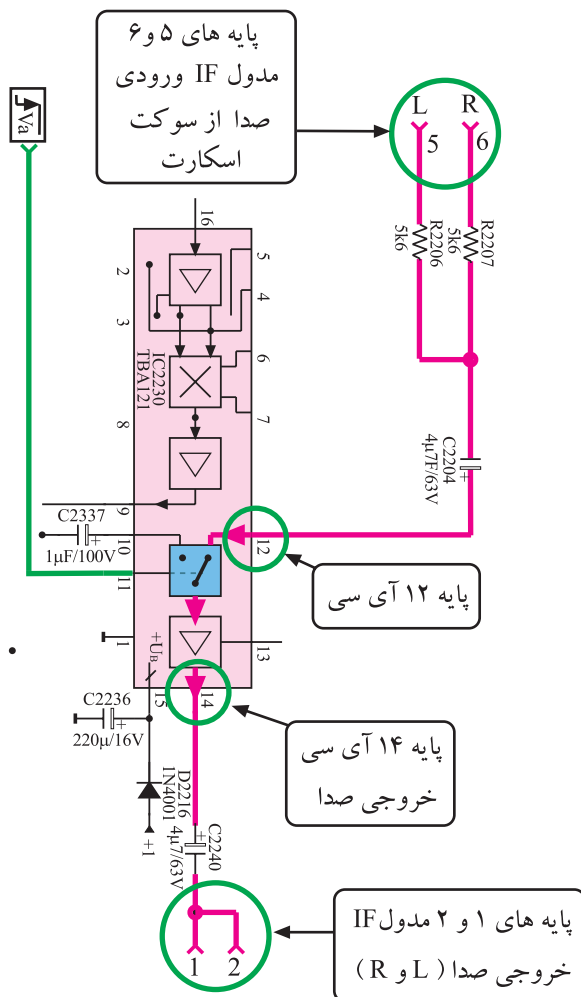 پایه های ۵ و۶
مدول IF ورودی
صدا از سوکت
اسکارت
L R
5 6
Va
R2207
5k6
R2206
5k6
16
5
2
4
3
6
IC2230
TBA121
7
8
C2204
4μ7F/63V
+
9
C2337
+
10
1μF/100V
12
11
پایه ۱۲ آی سی
1
13
+UB
15
14
C2236
+
220μ/16V
پایه ۱۴ آی سی
خروجی صدا
D2216
1N4001
+1
C2240
4μ7/63V
+
1 2
پایه های ۱ و ۲ مدولIF
خروجی صدا ( L و R )